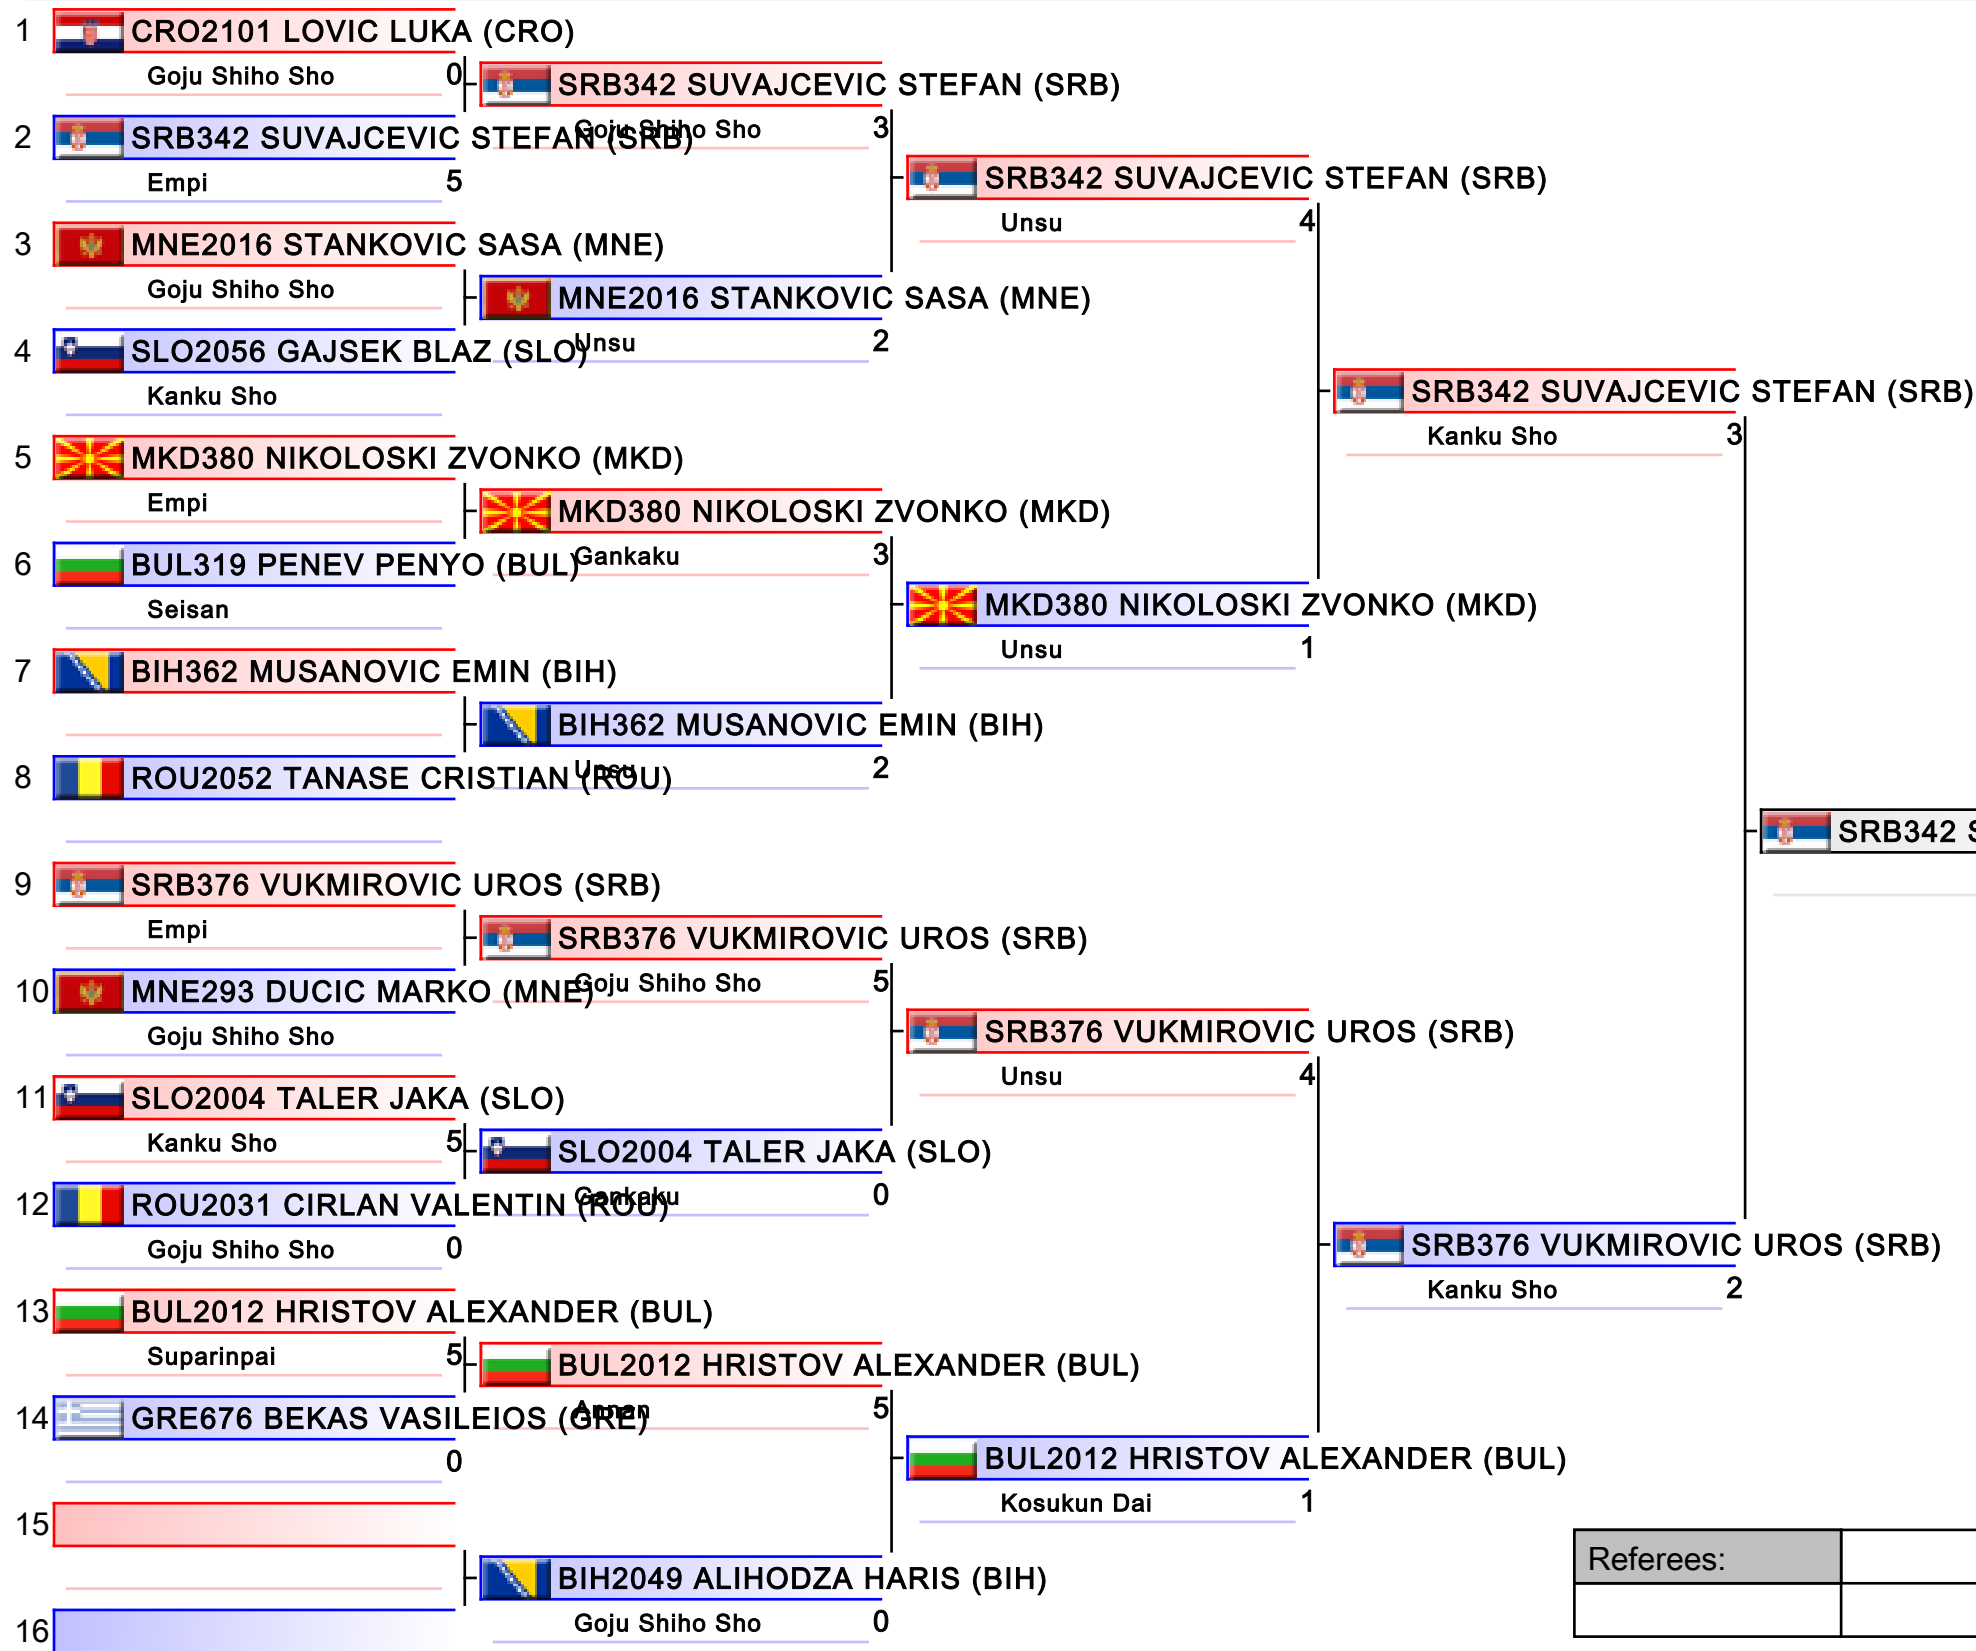 1 CRO2101 LOVIC LUKA (CRO)
Goju Shiho Sho 0
2 SRB342 SUVAJCEVIC STEFAN (SRB)
Empi 5
3 MNE2016 STANKOVIC SASA (MNE)
Goju Shiho Sho
4 SLO2056 GAJSEK BLAZ (SLO)
Kanku Sho
5 MKD380 NIKOLOSKI ZVONKO (MKD)
Empi
6 BUL319 PENEV PENYO (BUL)
Seisan
7 BIH362 MUSANOVIC EMIN (BIH)
8 ROU2052 TANASE CRISTIAN (ROU)
9 SRB376 VUKMIROVIC UROS (SRB)
Empi
10 MNE293 DUCIC MARKO (MNE)
Goju Shiho Sho
11 SLO2004 TALER JAKA (SLO)
Kanku Sho 5
12 ROU2031 CIRLAN VALENTIN (ROU)
Goju Shiho Sho 0
13 BUL2012 HRISTOV ALEXANDER (BUL)
Suparinpai 5
14 GRE676 BEKAS VASILEIOS (GRE)
0
15
16
SRB342 SUVAJCEVIC STEFAN (SRB)
Goju Shiho Sho 3
MNE2016 STANKOVIC SASA (MNE)
Unsu 2
MKD380 NIKOLOSKI ZVONKO (MKD)
Gankaku 3
BIH362 MUSANOVIC EMIN (BIH)
Unsu 2
SRB376 VUKMIROVIC UROS (SRB)
Goju Shiho Sho 5
SLO2004 TALER JAKA (SLO)
Gankaku 0
BUL2012 HRISTOV ALEXANDER (BUL)
Annan 5
BIH2049 ALIHODZA HARIS (BIH)
Goju Shiho Sho 0
SRB342 SUVAJCEVIC STEFAN (SRB)
Unsu 4
MKD380 NIKOLOSKI ZVONKO (MKD)
Unsu 1
SRB376 VUKMIROVIC UROS (SRB)
Unsu 4
BUL2012 HRISTOV ALEXANDER (BUL)
Kosukun Dai 1
SRB342 SUVAJCEVIC STEFAN (SRB)
Kanku Sho 3
SRB376 VUKMIROVIC UROS (SRB)
Kanku Sho 2
SRB342 S
Referees: